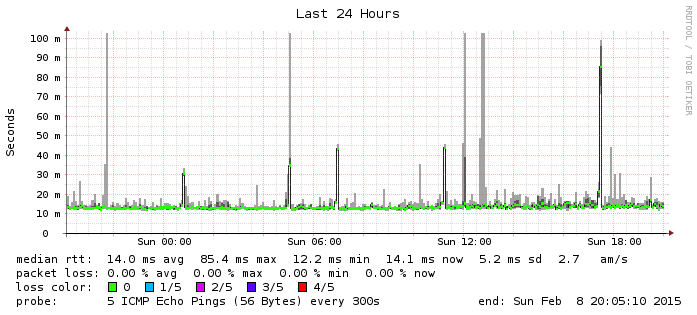 Last 24 Hours
RRDTOOL / TOBI OETIKER
Seconds
100 m
90 m
80 m
70 m
60 m
50 m
40 m
30 m
20 m
10 m
0
Sun 00:00 Sun 06:00 Sun 12:00 Sun 18:00
median rtt: 14.0 ms avg 85.4 ms max 12.2 ms min 14.1 ms now 5.2 ms sd 2.7 am/s
packet loss: 0.00 % avg 0.00 % max 0.00 % min 0.00 % now
loss color: 0 1/5 2/5 3/5 4/5
probe: 5 ICMP Echo Pings (56 Bytes) every 300s end: Sun Feb 8 20:05:10 2015